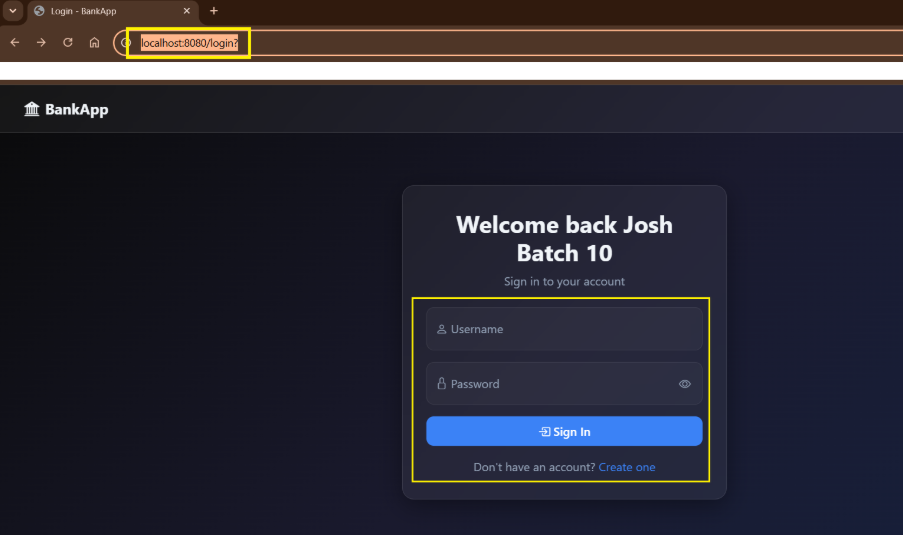 Login - BankApp
localhost:8080/login?
BankApp
Welcome back Josh
Batch 10
Sign in to your account
Username
Password
Sign In
Don't have an account? Create one